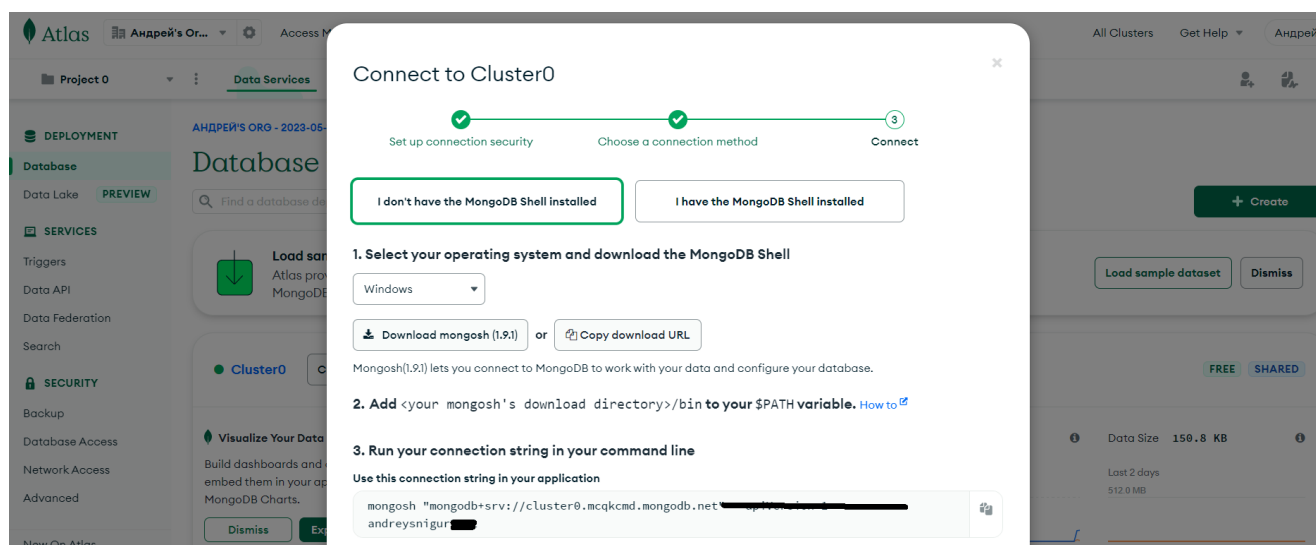 Atlas
Андрей's Or...
Access M
All Clusters
Get Help
Андрей
Project 0
Data Services
DEPLOYMENT
Database
Data Lake PREVIEW
SERVICES
Triggers
Data API
Data Federation
Search
SECURITY
Backup
Database Access
Network Access
Advanced
New On Atlas
АНДРЕЙ'S ORG - 2023-05-
Database
Find a database de
+ Create
Load sar
Atlas pro
MongoDB
Load sample dataset
Dismiss
Cluster0
C
FREE SHARED
Visualize Your Data
Build dashboards and
embed them in your ap
MongoDB Charts.
Dismiss
Exp
Data Size 150.8 KB
Last 2 days
512.0 MB
Connect to Cluster0
Set up connection security
Choose a connection method
3
Connect
I don't have the MongoDB Shell installed
I have the MongoDB Shell installed
1. Select your operating system and download the MongoDB Shell
Windows
Download mongosh (1.9.1) or Copy download URL
Mongosh(1.9.1) lets you connect to MongoDB to work with your data and configure your database.
2. Add <your mongosh's download directory>/bin to your $PATH variable. How to
3. Run your connection string in your command line
Use this connection string in your application
mongosh "mongodb+srv://cluster0.mcqkcmd.mongodb.net"
andreysnigur